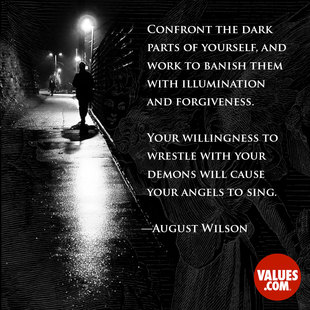 Confront the dark
parts of yourself, and
work to banish them
with illumination
and forgiveness.
Your willingness to
wrestle with your
demons will cause
your angels to sing.
—August Wilson
VALUES
.COM